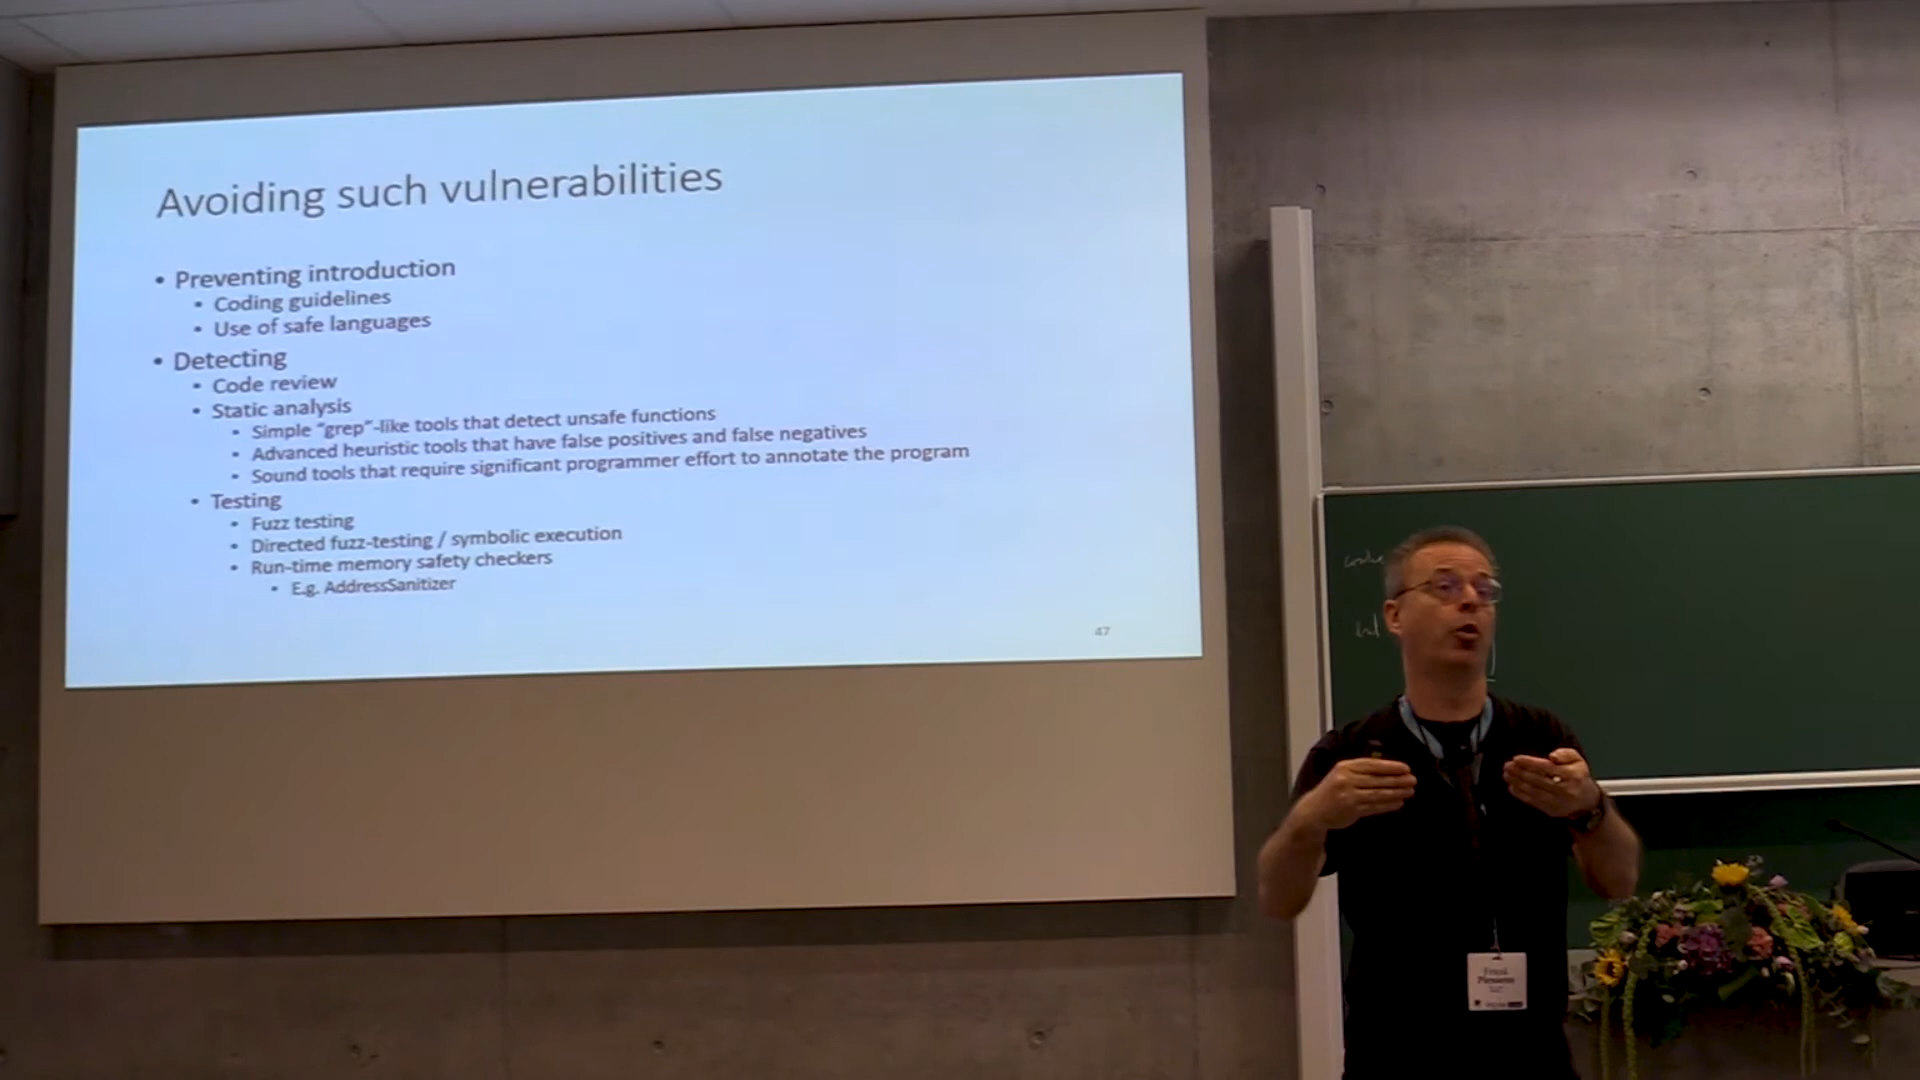 Avoiding such vulnerabilities
• Preventing introduction
• Coding guidelines
• Use of safe languages
• Detecting
• Code review
• Static analysis
• Simple "grep"-like tools that detect unsafe functions
• Advanced heuristic tools that have false positives and false negatives
• Sound tools that require significant programmer effort to annotate the program
• Testing
• Fuzz testing
• Directed fuzz-testing / symbolic execution
• Run-time memory safety checkers
• E.g. AddressSanitizer
47
Frank
Piessens